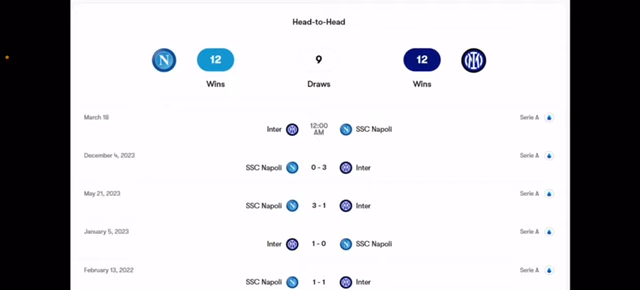 Head-to-Head
N 12 9 12
Wins Draws Wins
March 18 Serie A
Inter 12:00 AM N SSC Napoli
December 4, 2023 Serie A
SSC Napoli N 0 - 3 Inter
May 21, 2023 Serie A
SSC Napoli N 3 - 1 Inter
January 5, 2023 Serie A
Inter 1 - 0 N SSC Napoli
February 13, 2022 Serie A
SSC Napoli N 1 - 1 Inter